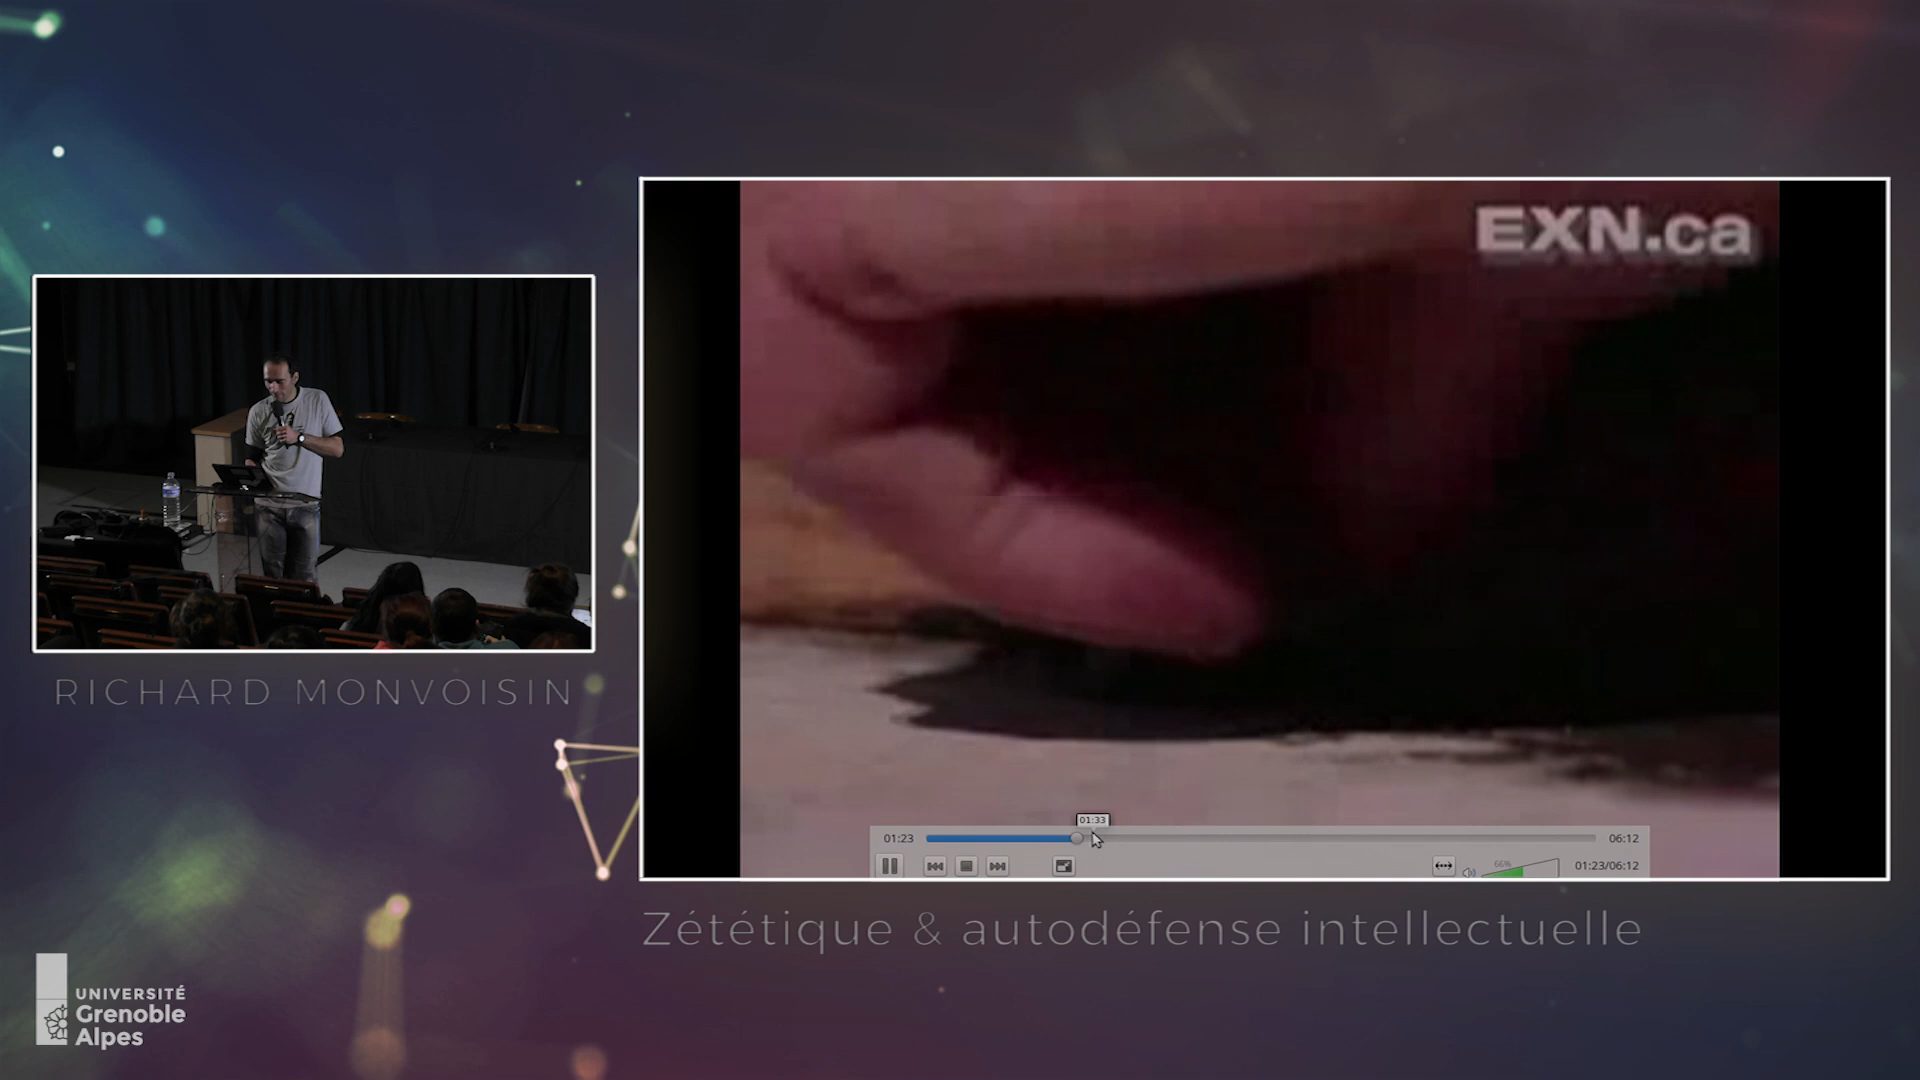 EXN.ca
RICHARD MONVOISIN
01:33
01:23
06:12
66%
01:23/06:12
Zététique & autodéfense intellectuelle
UNIVERSITÉ
Grenoble
Alpes